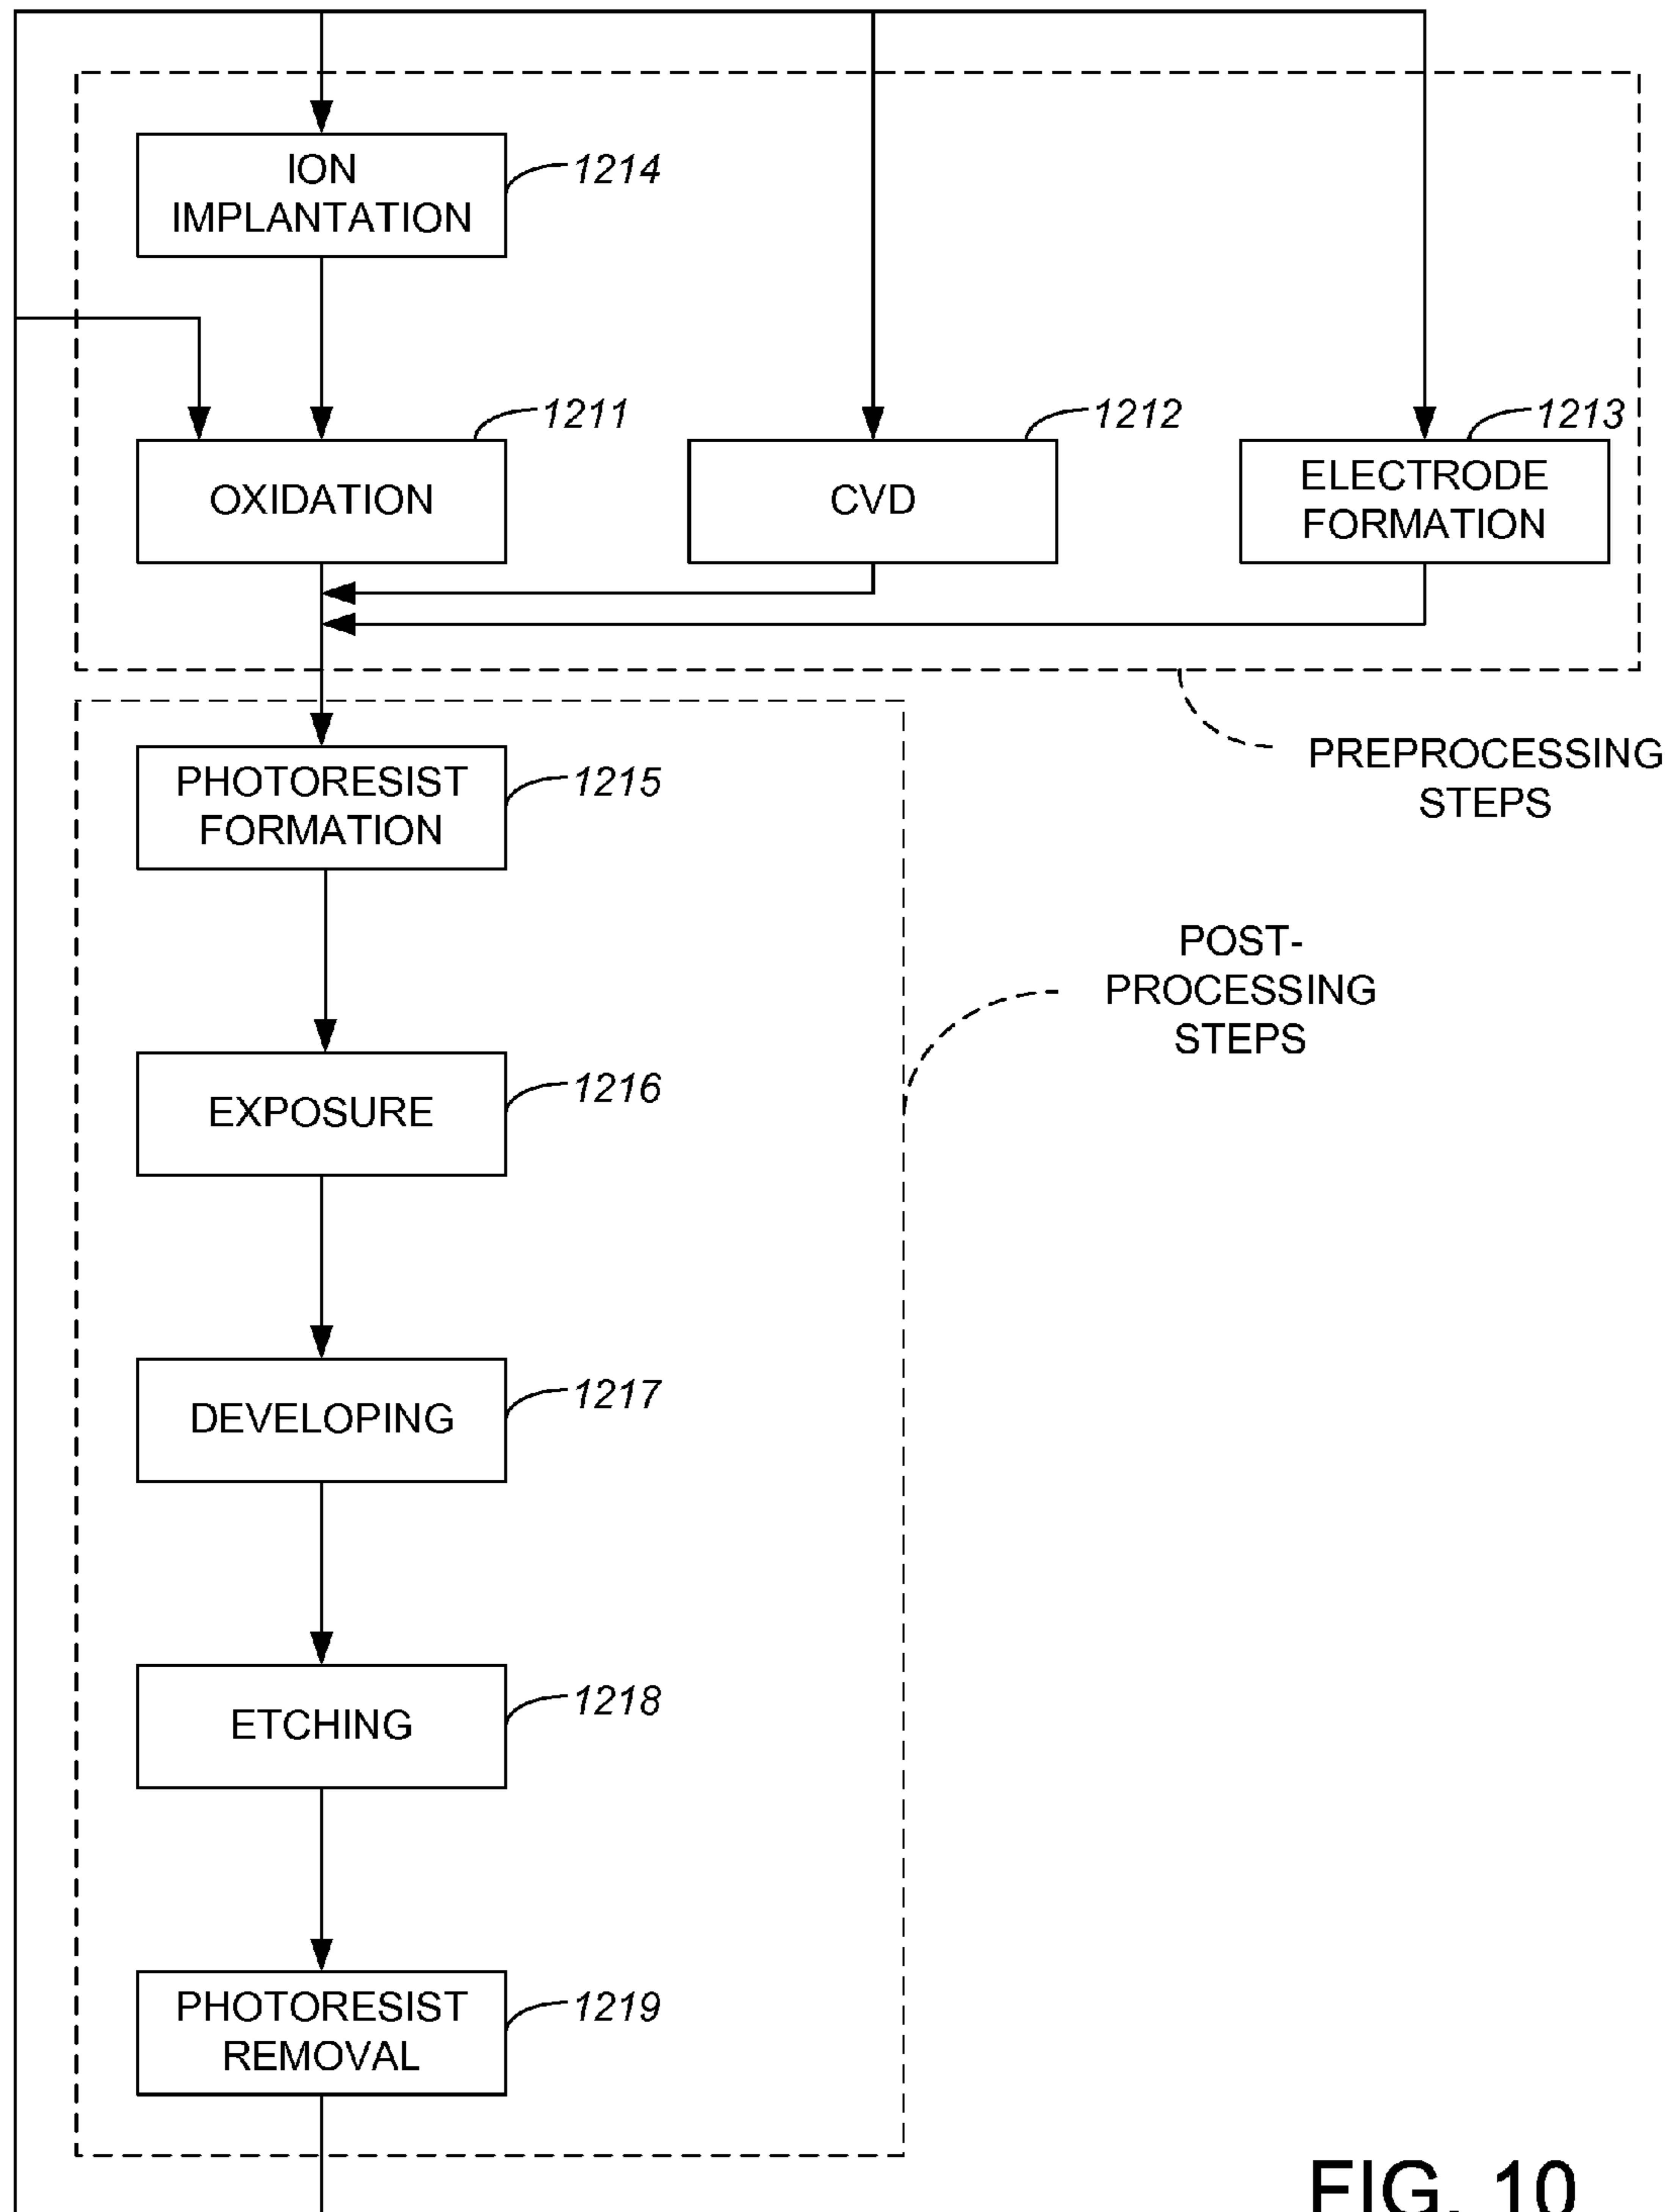 ION
IMPLANTATION
1214
OXIDATION
1211
CVD
1212
ELECTRODE
FORMATION
1213
PREPROCESSING
STEPS
PHOTORESIST
FORMATION
1215
POST-
PROCESSING
STEPS
EXPOSURE
1216
DEVELOPING
1217
ETCHING
1218
PHOTORESIST
REMOVAL
1219
FIG. 10